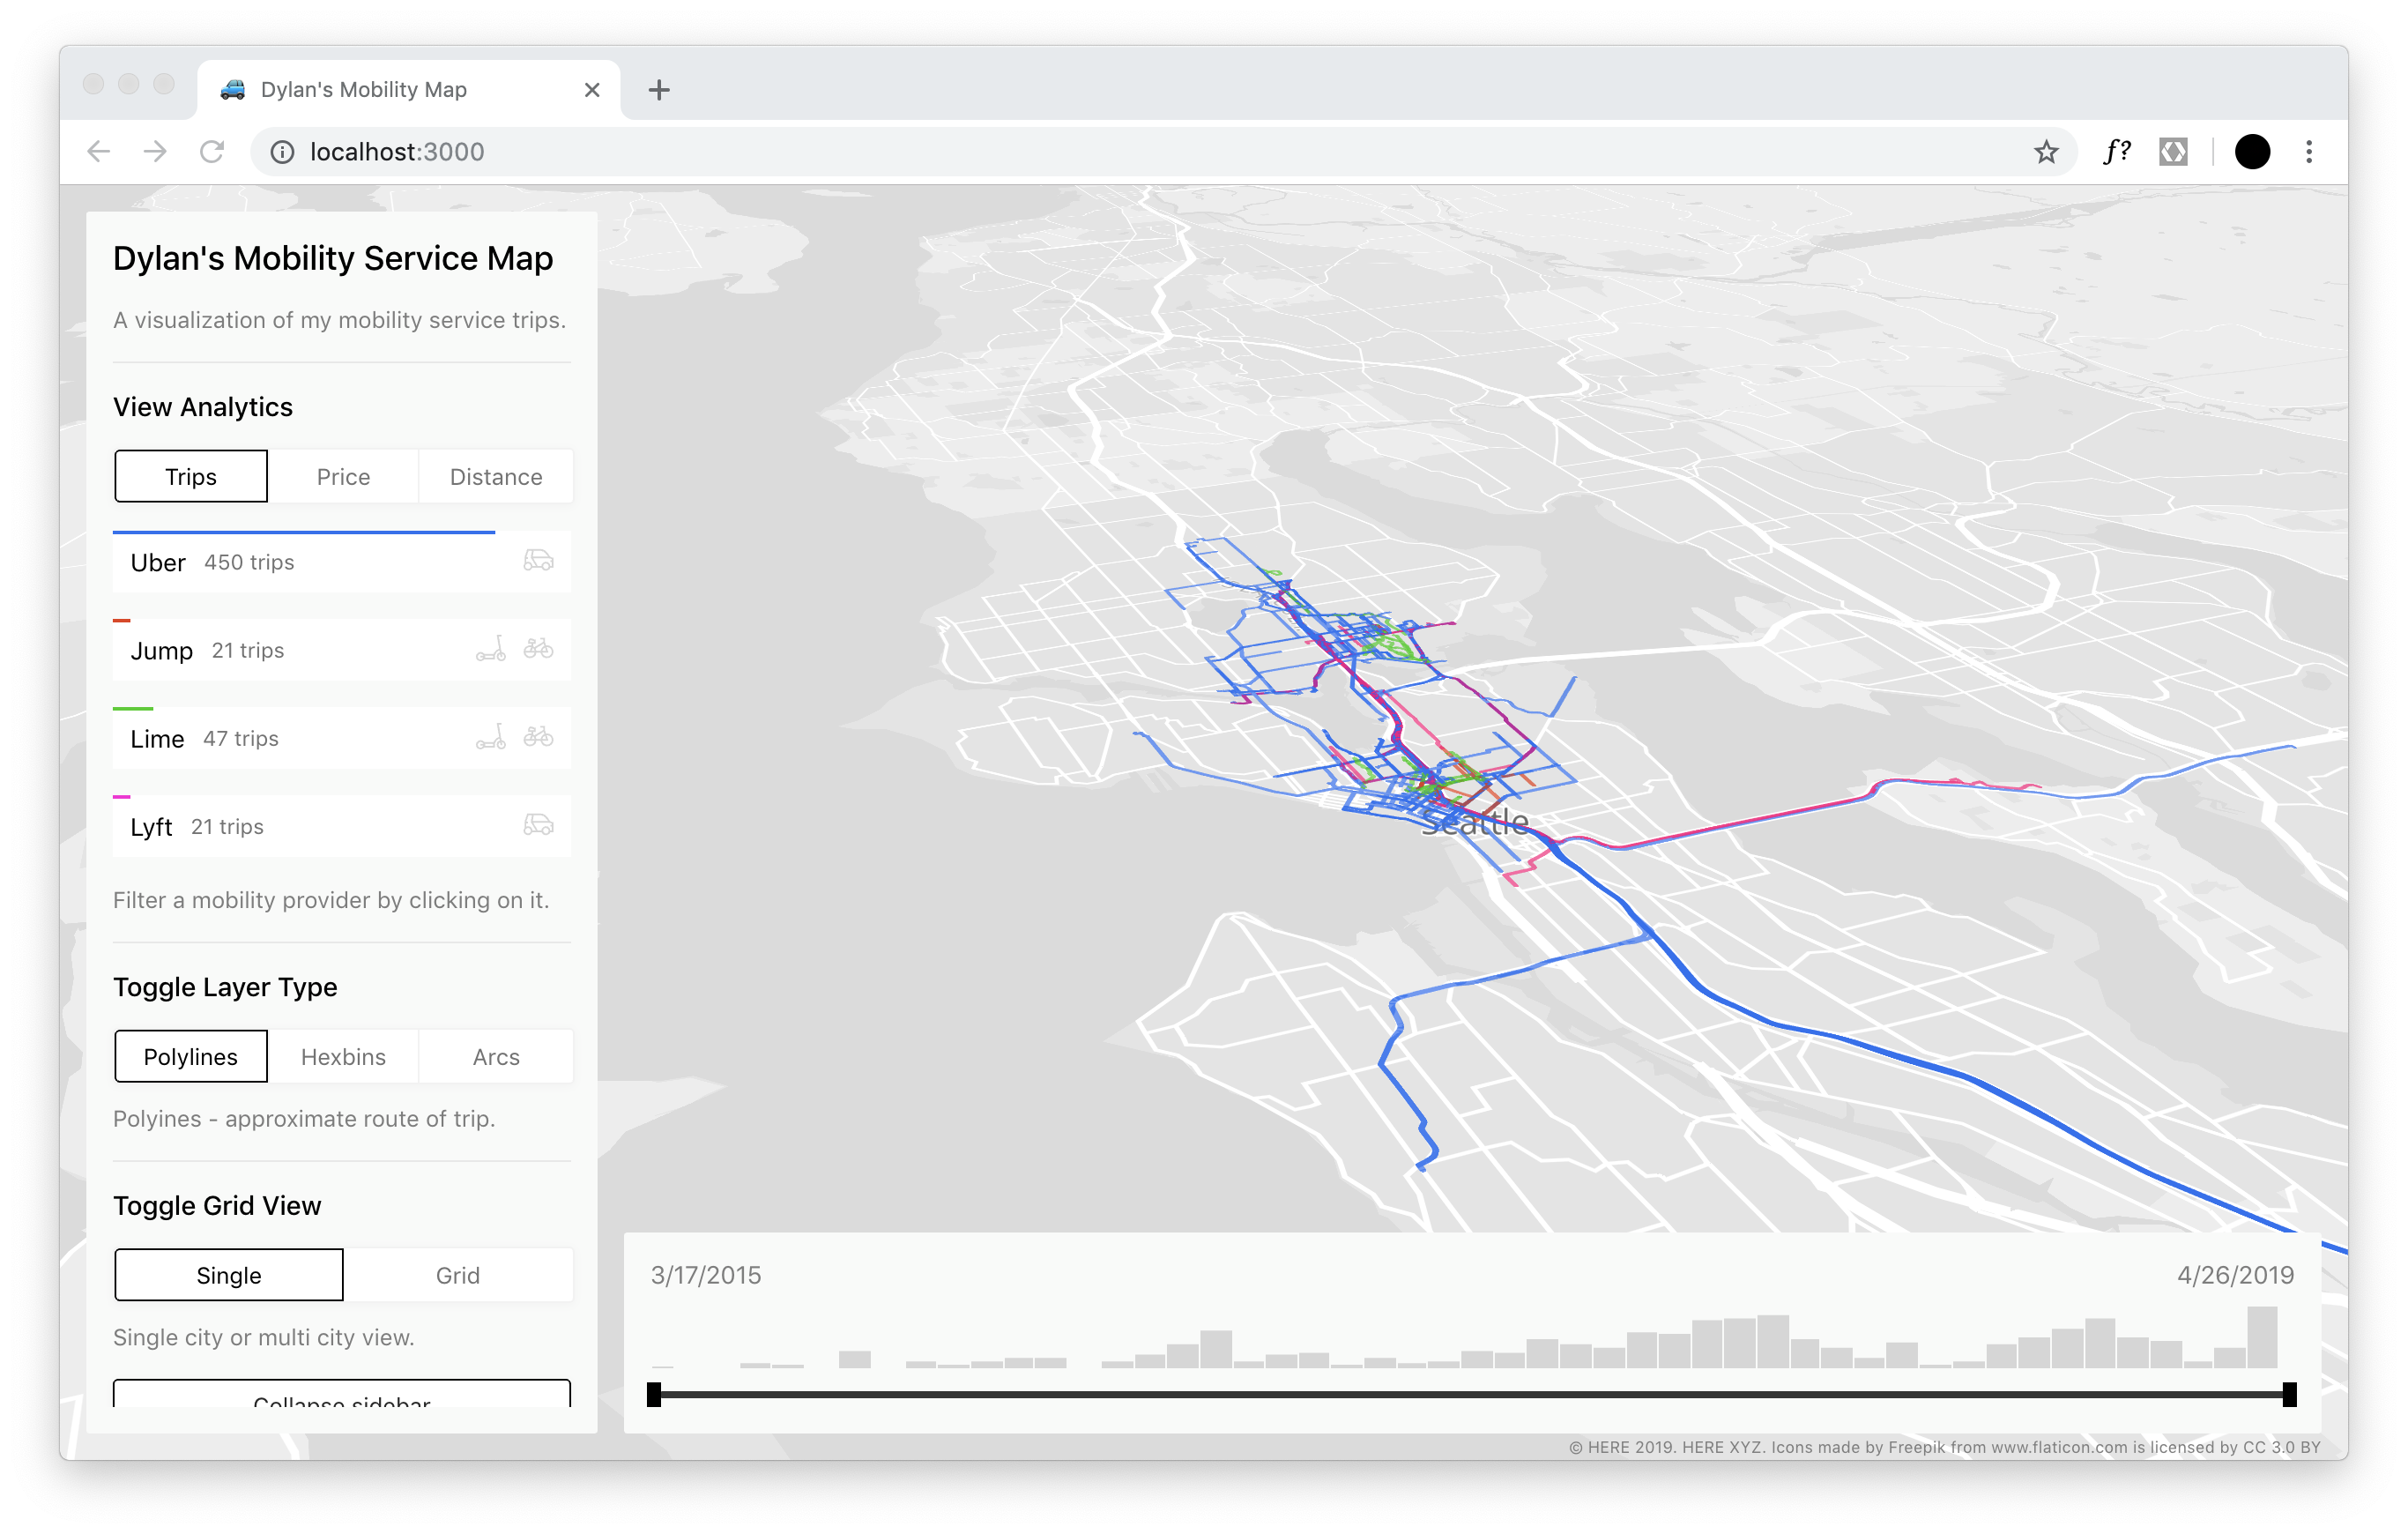 Dylan's Mobility Map
localhost:3000
f?
Dylan's Mobility Service Map
A visualization of my mobility service trips.
View Analytics
Trips Price Distance
Uber 450 trips
Jump 21 trips
Lime 47 trips
Lyft 21 trips
Filter a mobility provider by clicking on it.
Toggle Layer Type
Polylines Hexbins Arcs
Polyines - approximate route of trip.
Toggle Grid View
Single Grid
Single city or multi city view.
Collapse sidebar
Seattle
3/17/2015 4/26/2019
© HERE 2019. HERE XYZ. Icons made by Freepik from www.flaticon.com is licensed by CC 3.0 BY